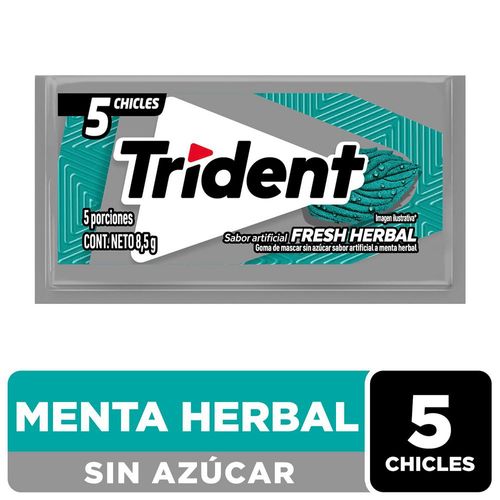 5 CHICLES
Trident
5 porciones
CONT. NETO 8,5 g
Imagen ilustrativa*
Sabor artificial FRESH HERBAL
Goma de mascar sin azúcar sabor artificial a menta herbal
MENTA HERBAL
SIN AZÚCAR
5
CHICLES